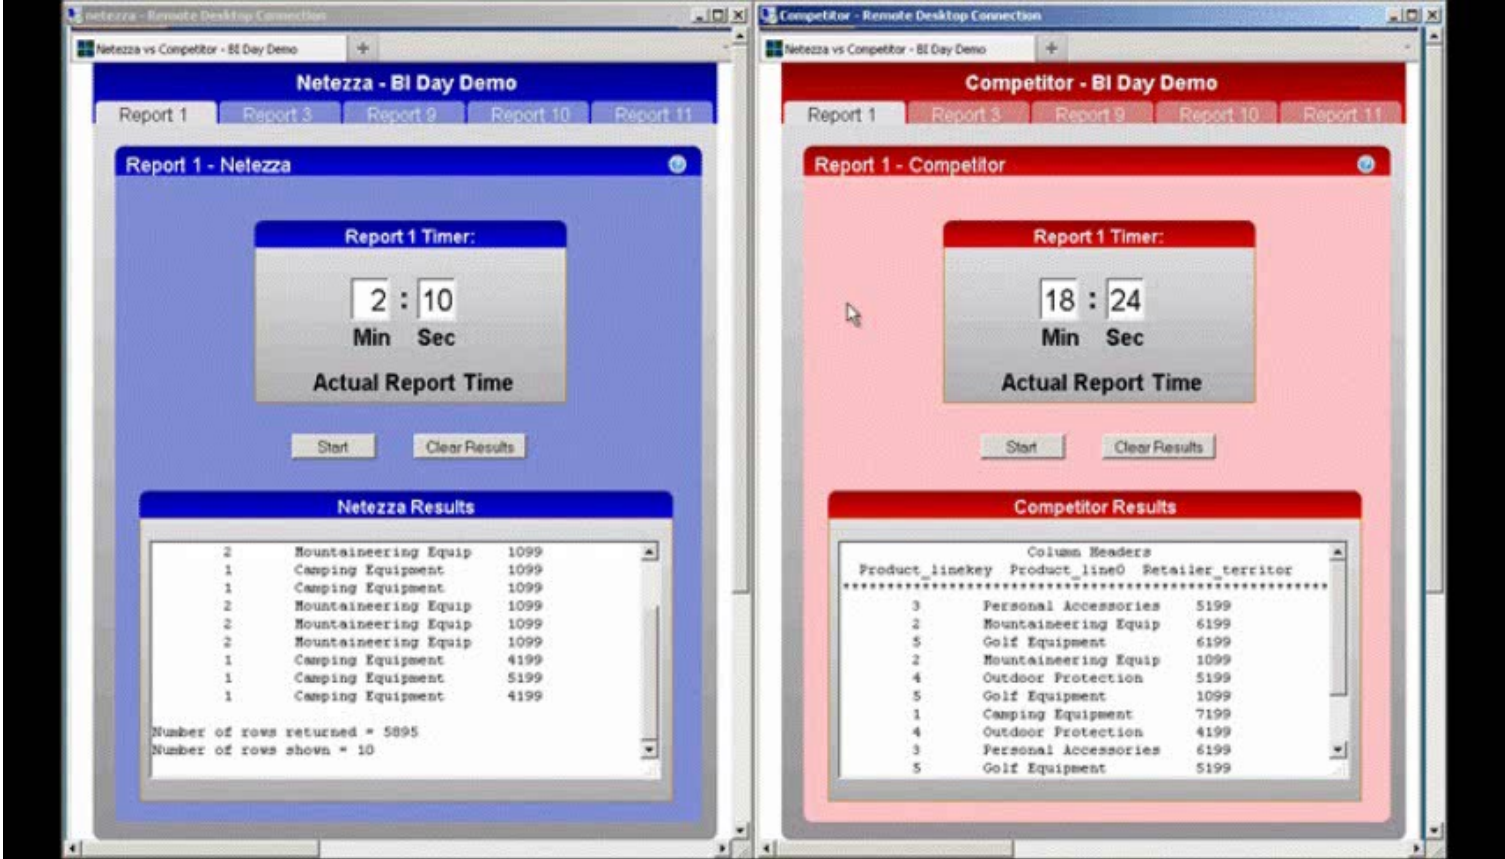 netezza - Remote Desktop Connection
Netezza vs Competitor - BI Day Demo
Netezza - BI Day Demo
Report 1 Report 3 Report 9 Report 10 Report 11
Report 1 - Netezza
Report 1 Timer:
2 : 10
Min Sec
Actual Report Time
Start Clear Results
Netezza Results
2 Mountaineering Equip 1099
1 Camping Equipment 1099
1 Camping Equipment 1099
2 Mountaineering Equip 1099
2 Mountaineering Equip 1099
2 Mountaineering Equip 1099
1 Camping Equipment 4199
1 Camping Equipment 5199
1 Camping Equipment 4199
Number of rows returned = 5895
Number of rows shown = 10
Competitor - Remote Desktop Connection
Netezza vs Competitor - BI Day Demo
Competitor - BI Day Demo
Report 1 Report 3 Report 9 Report 10 Report 11
Report 1 - Competitor
Report 1 Timer:
18 : 24
Min Sec
Actual Report Time
Start Clear Results
Competitor Results
Column Headers
Product_linekey Product_line0 Retailer_territor
************************************************************
3 Personal Accessories 5199
2 Mountaineering Equip 6199
5 Golf Equipment 6199
2 Mountaineering Equip 1099
4 Outdoor Protection 5199
5 Golf Equipment 1099
1 Camping Equipment 7199
4 Outdoor Protection 4199
3 Personal Accessories 6199
5 Golf Equipment 5199